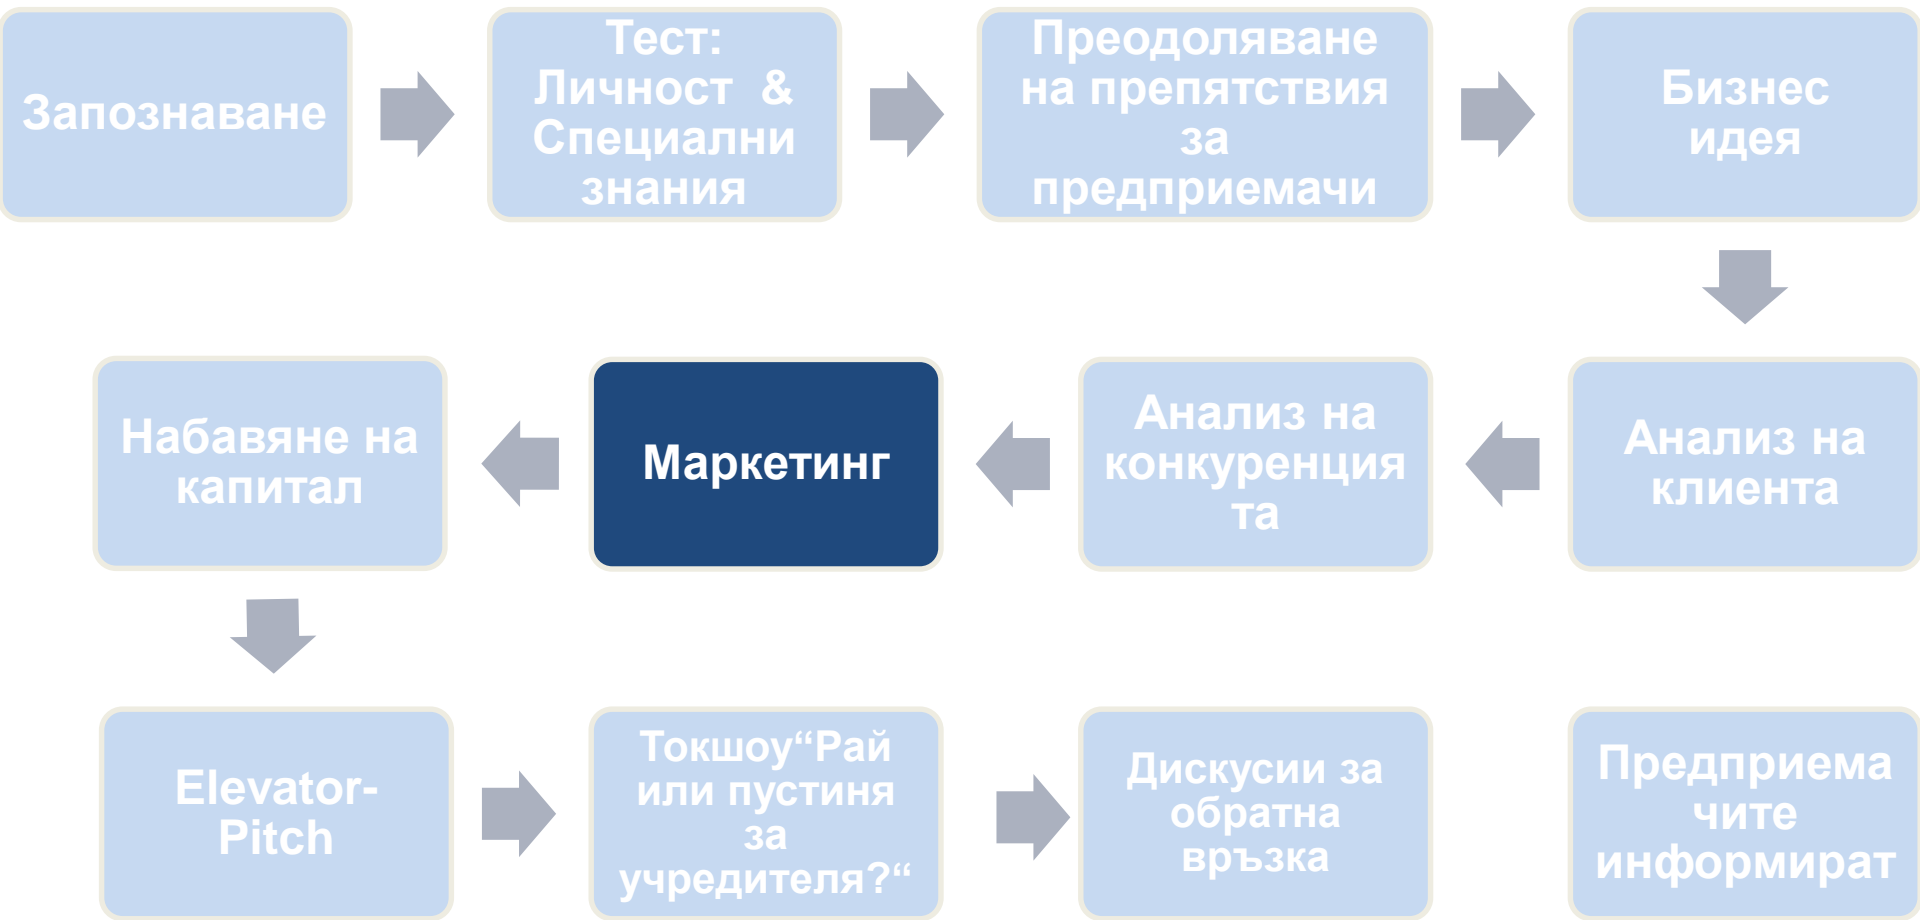 Запознаване
Тест:
Личност &
Специални
знания
Преодоляване
на препятствия
за
предприемачи
Бизнес
идея
Анализ на
клиента
Анализ на
конкуренция
та
Маркетинг
Набавяне на
капитал
Elevator-
Pitch
Токшоу“Рай
или пустиня
за
учредителя?“
Дискусии за
обратна
връзка
Предприема
чите
информират